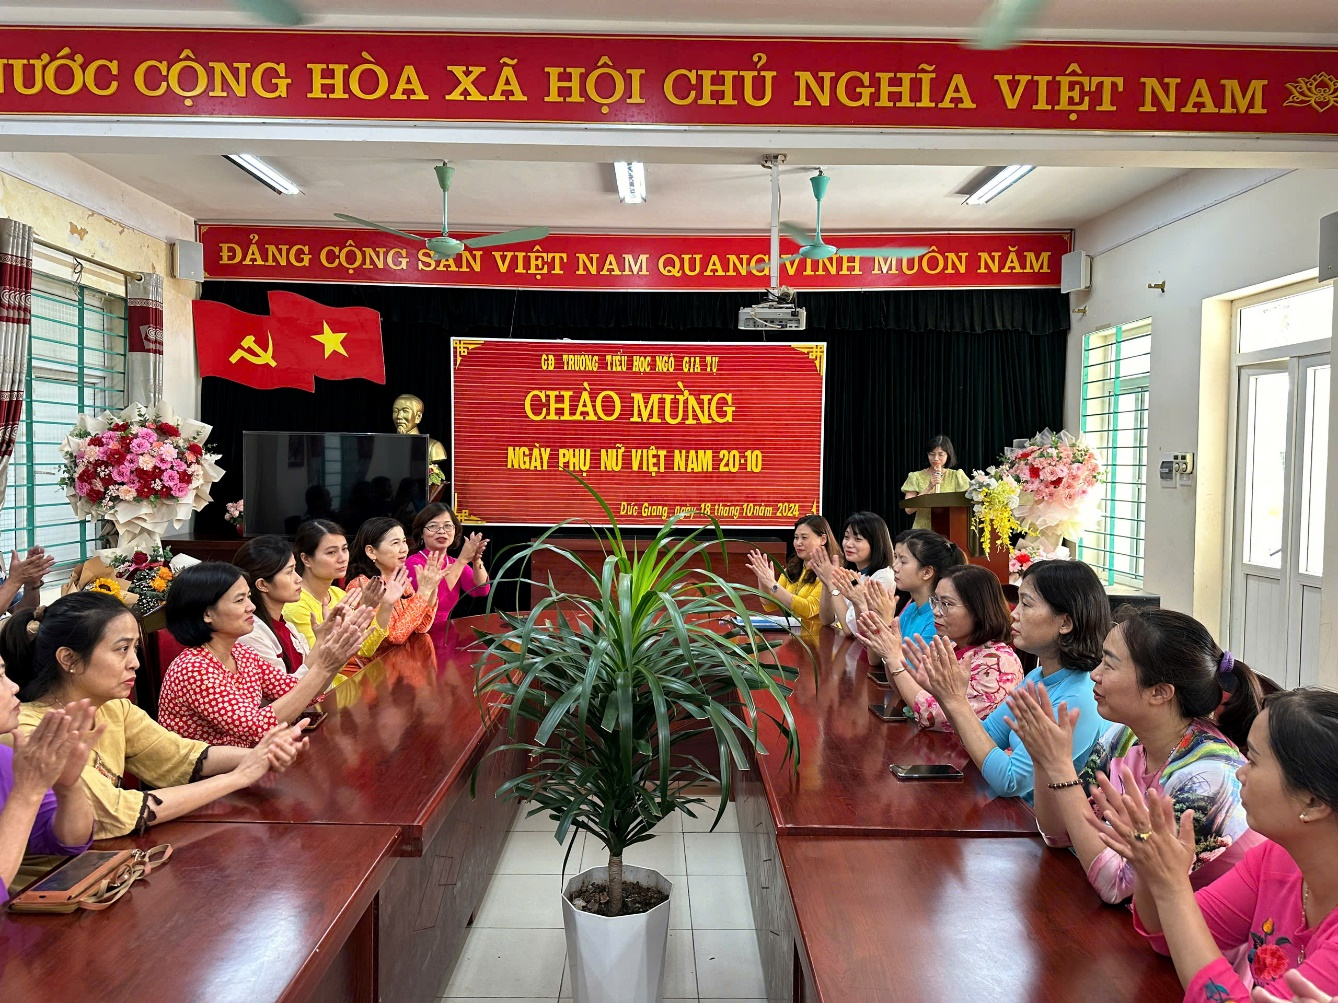 NƯỚC CỘNG HÒA XÃ HỘI CHỦ NGHĨA VIỆT NAM
ĐẢNG CỘNG SẢN VIỆT NAM QUANG VINH MUÔN NĂM
GĐ TRƯỜNG TIỂU HỌC NGÔ GIA TỰ
CHÀO MỪNG
NGÀY PHỤ NỮ VIỆT NAM 20-10
Đức Giang, ngày 18 tháng 10 năm 2024